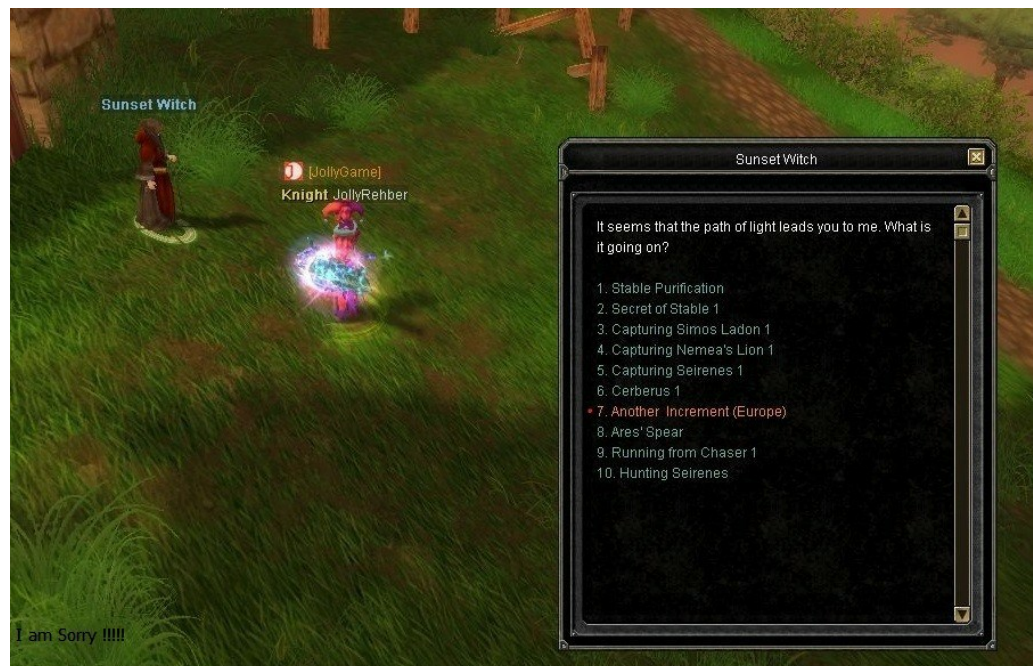 Sunset Witch
J [JollyGame]
Knight JollyRehber
Sunset Witch
It seems that the path of light leads you to me. What is
it going on?
1. Stable Purification
2. Secret of Stable 1
3. Capturing Simos Ladon 1
4. Capturing Nemea's Lion 1
5. Capturing Seirenes 1
6. Cerberus 1
7. Another Increment (Europe)
8. Ares' Spear
9. Running from Chaser 1
10. Hunting Seirenes
I am Sorry !!!!!